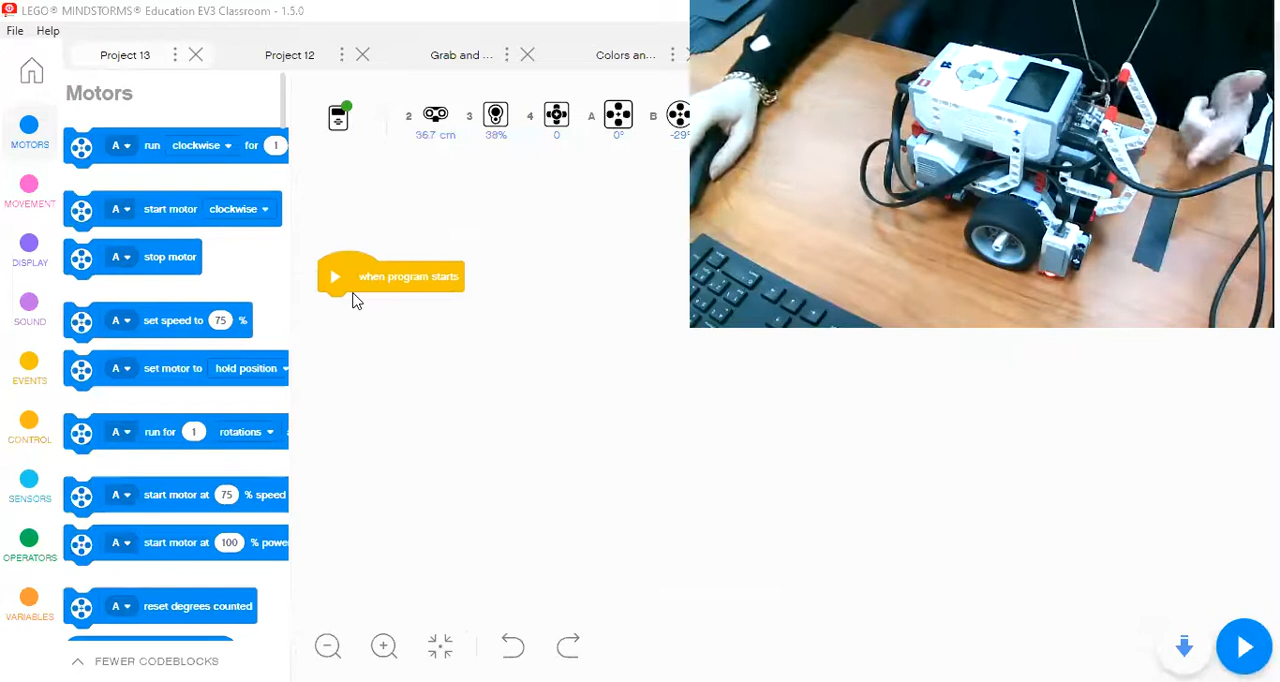 LEGO® MINDSTORMS® Education EV3 Classroom - 1.5.0
File Help
Project 13 Project 12 Grab and ... Colors an...
MOTORS
MOVEMENT
DISPLAY
SOUND
EVENTS
CONTROL
SENSORS
OPERATORS
VARIABLES
Motors
A run clockwise for 1
A start motor clockwise
A stop motor
A set speed to 75 %
A set motor to hold position
A run for 1 rotations
A start motor at 75 % speed
A start motor at 100 % powe
A reset degrees counted
FEWER CODEBLOCKS
2 3 4 A B
36.7 cm 38% 0 0° -29°
when program starts